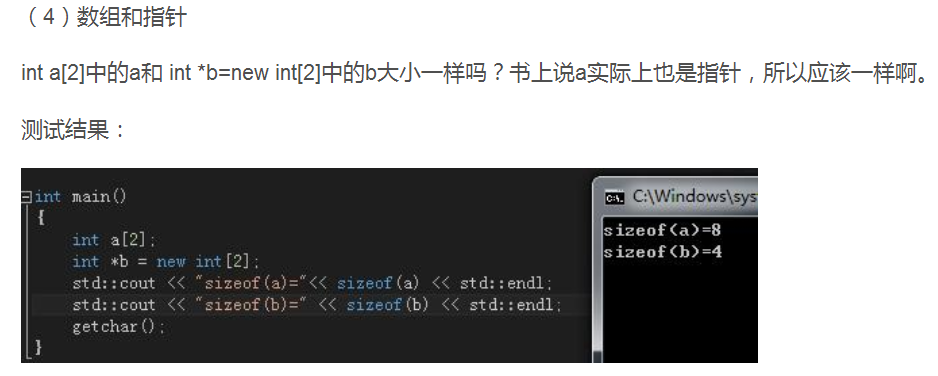 （4）数组和指针
int a[2]中的a和 int *b=new int[2]中的b大小一样吗？书上说a实际上也是指针，所以应该一样啊。
测试结果：
int main()
{
int a[2];
int *b = new int[2];
std::cout << "sizeof(a)="<< sizeof(a) << std::endl;
std::cout << "sizeof(b)=" << sizeof(b) << std::endl;
getchar();
}
C:\Windows\sys
sizeof(a)=8
sizeof(b)=4